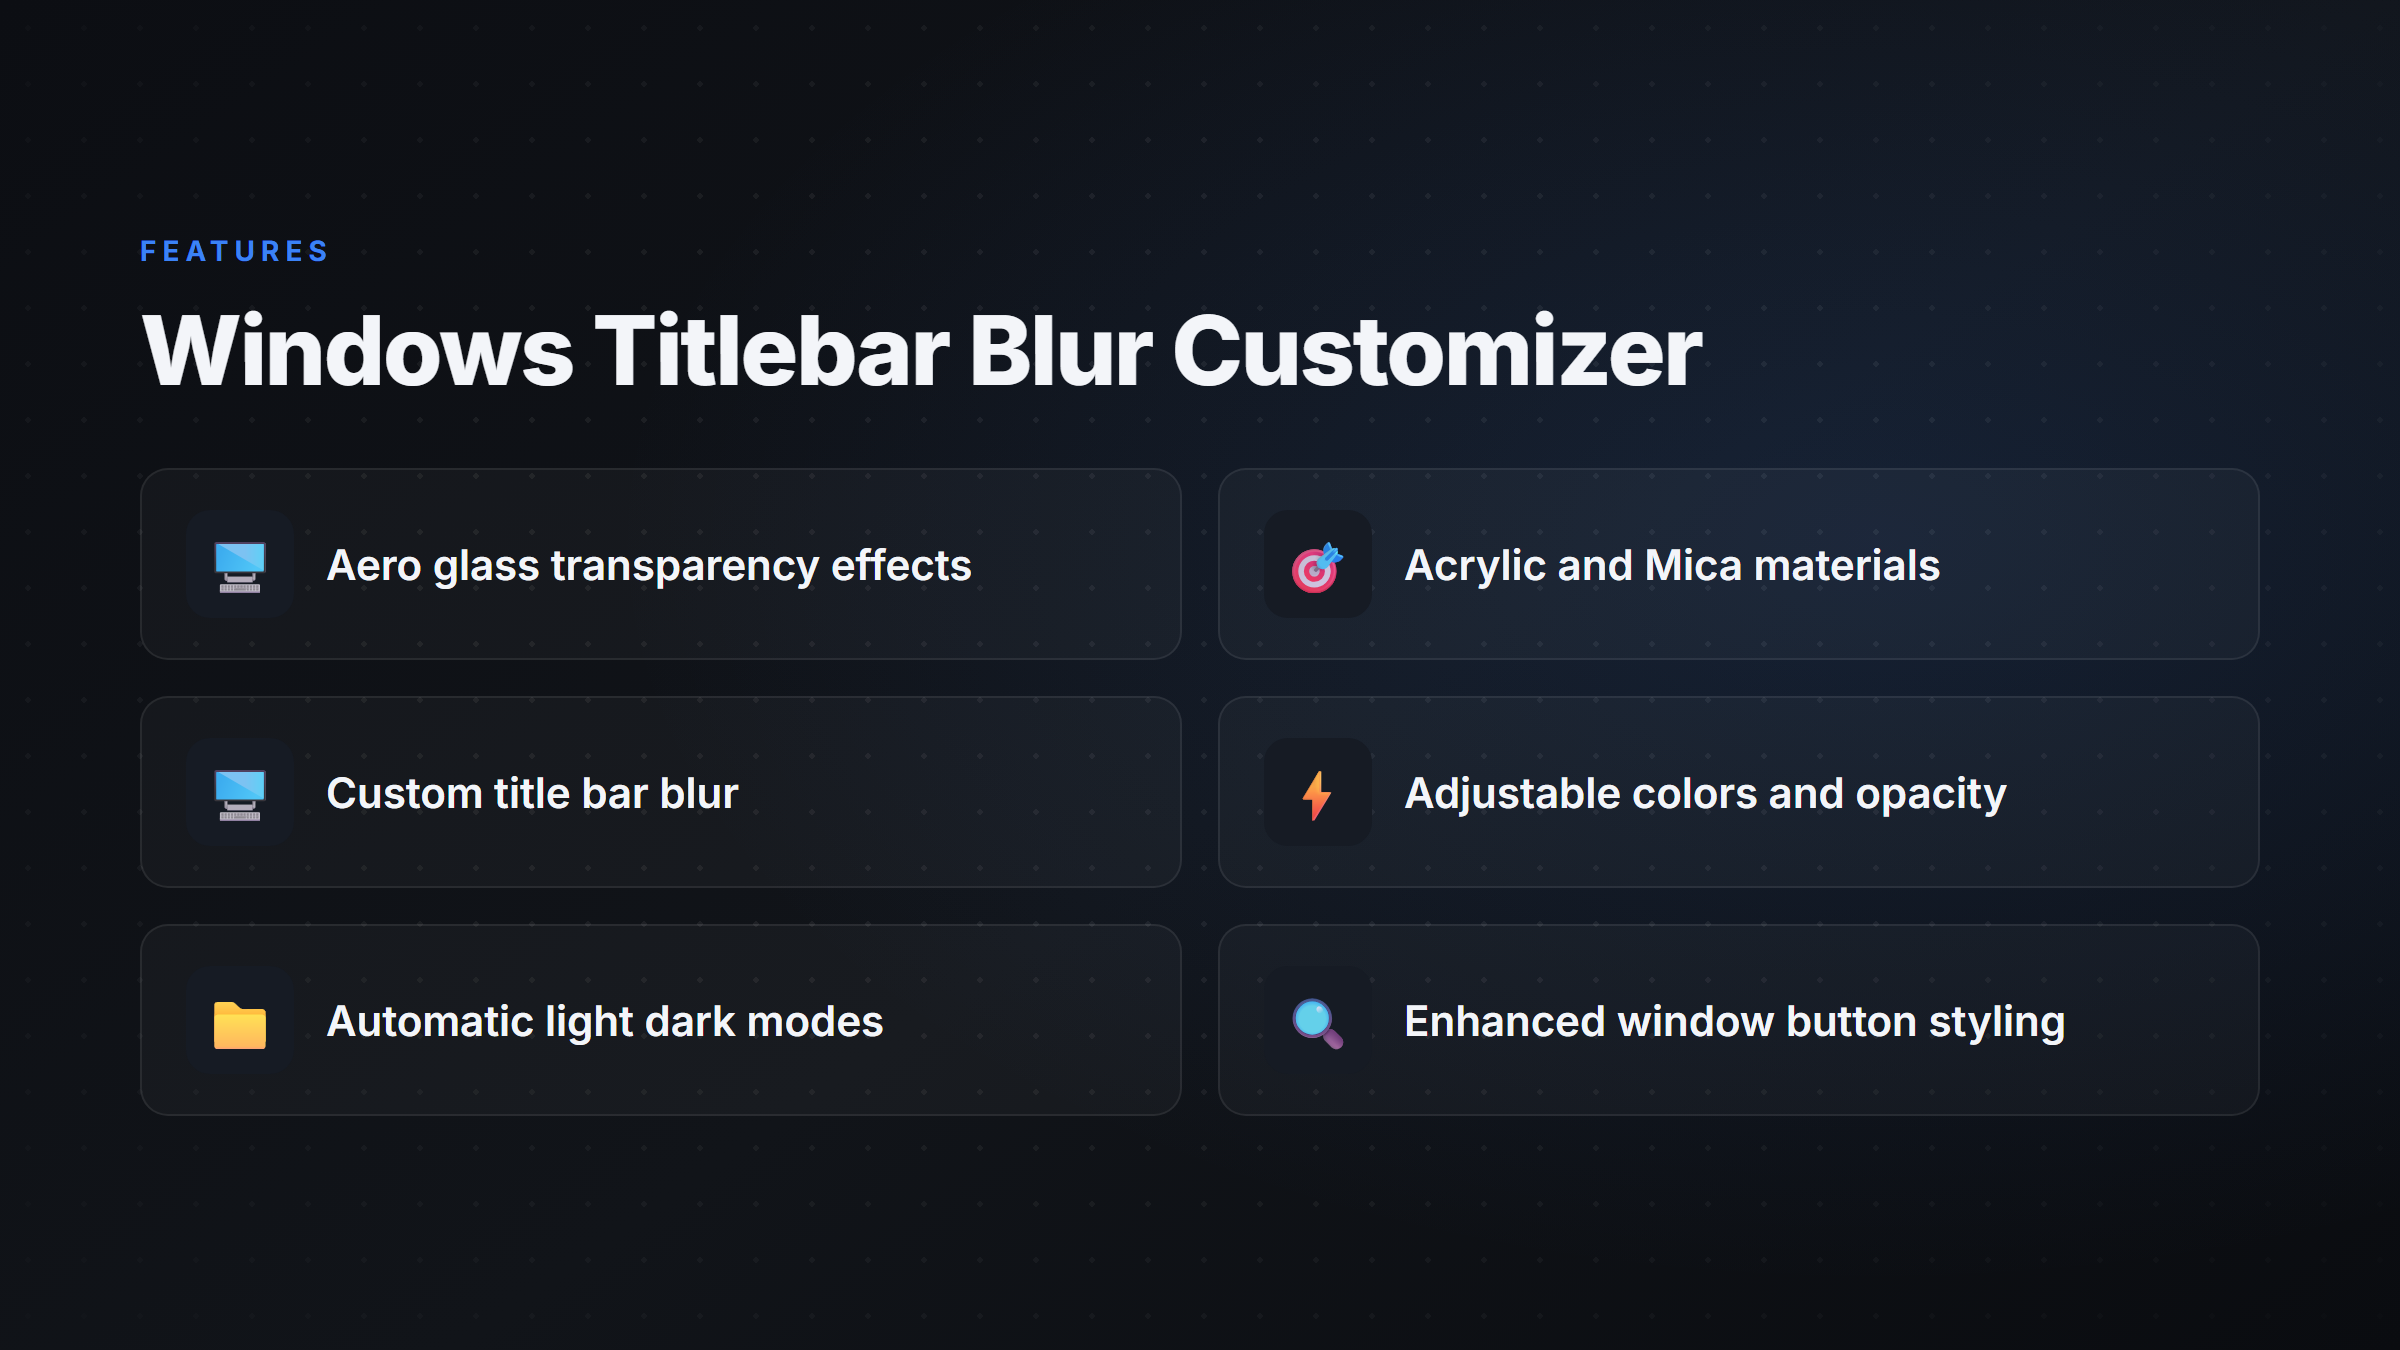 FEATURES
Windows Titlebar Blur Customizer
Aero glass transparency effects
Acrylic and Mica materials
Custom title bar blur
Adjustable colors and opacity
Automatic light dark modes
Enhanced window button styling